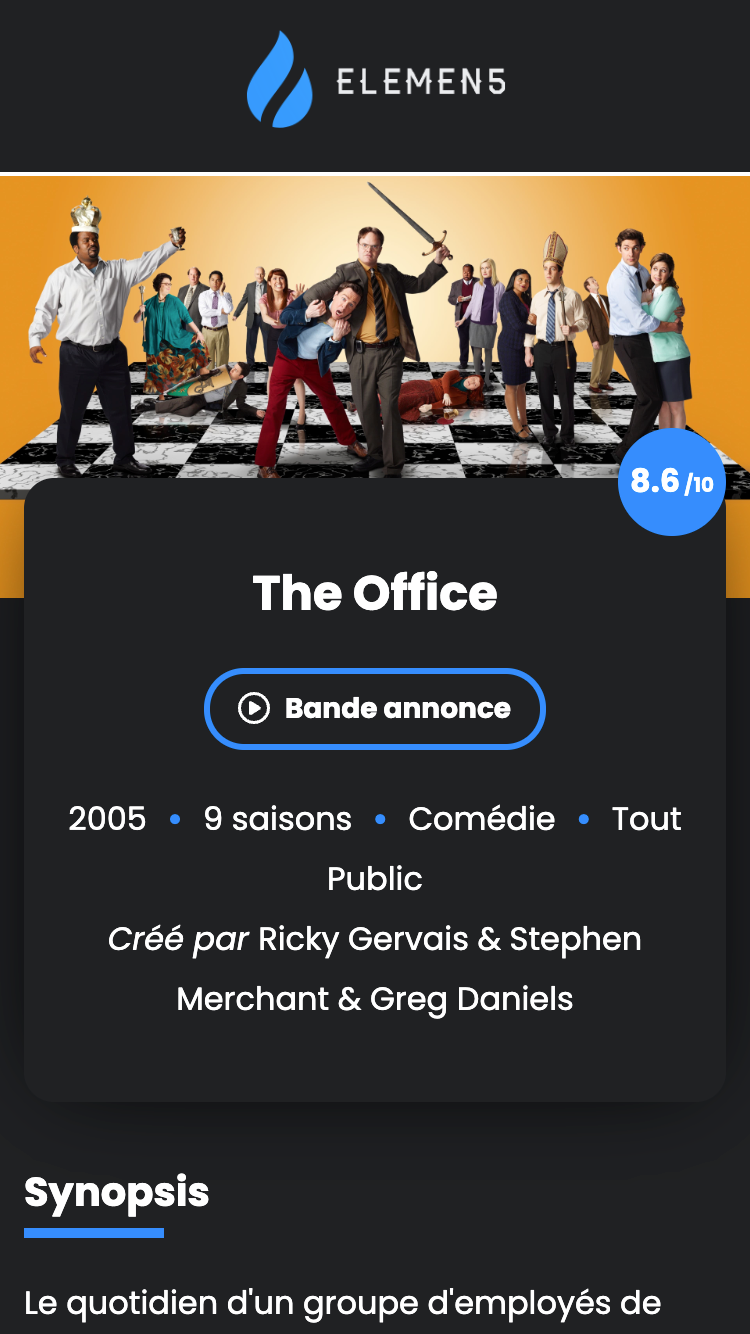 ELEMEN5
8.6 /10
The Office
Bande annonce
2005 • 9 saisons • Comédie • Tout
Public
Créé par Ricky Gervais & Stephen
Merchant & Greg Daniels
Synopsis
Le quotidien d'un groupe d'employés de